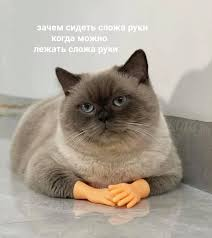 зачем сидеть сложа руки
когда можно
лежать сложа руки